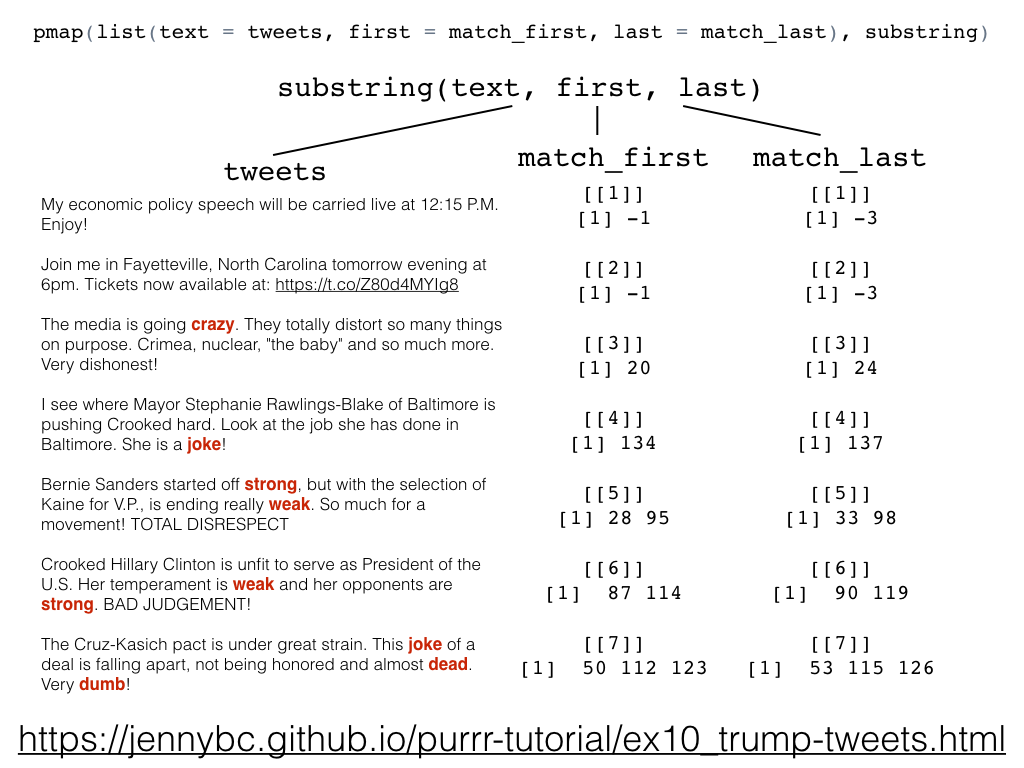 pmap(list(text = tweets, first = match_first, last = match_last), substring)
substring(text, first, last)
tweets
match_first
match_last
My economic policy speech will be carried live at 12:15 P.M.
Enjoy!
Join me in Fayetteville, North Carolina tomorrow evening at
6pm. Tickets now available at: https://t.co/Z80d4MYIg8
The media is going crazy. They totally distort so many things
on purpose. Crimea, nuclear, "the baby" and so much more.
Very dishonest!
I see where Mayor Stephanie Rawlings-Blake of Baltimore is
pushing Crooked hard. Look at the job she has done in
Baltimore. She is a joke!
Bernie Sanders started off strong, but with the selection of
Kaine for V.P., is ending really weak. So much for a
movement! TOTAL DISRESPECT
Crooked Hillary Clinton is unfit to serve as President of the
U.S. Her temperament is weak and her opponents are
strong. BAD JUDGEMENT!
The Cruz-Kasich pact is under great strain. This joke of a
deal is falling apart, not being honored and almost dead.
Very dumb!
[[1]]
[1] -1
[[2]]
[1] -1
[[3]]
[1] 20
[[4]]
[1] 134
[[5]]
[1] 28 95
[[6]]
[1]  87 114
[[7]]
[1]  50 112 123
[[1]]
[1] -3
[[2]]
[1] -3
[[3]]
[1] 24
[[4]]
[1] 137
[[5]]
[1] 33 98
[[6]]
[1]  90 119
[[7]]
[1]  53 115 126
https://jennybc.github.io/purrr-tutorial/ex10_trump-tweets.html